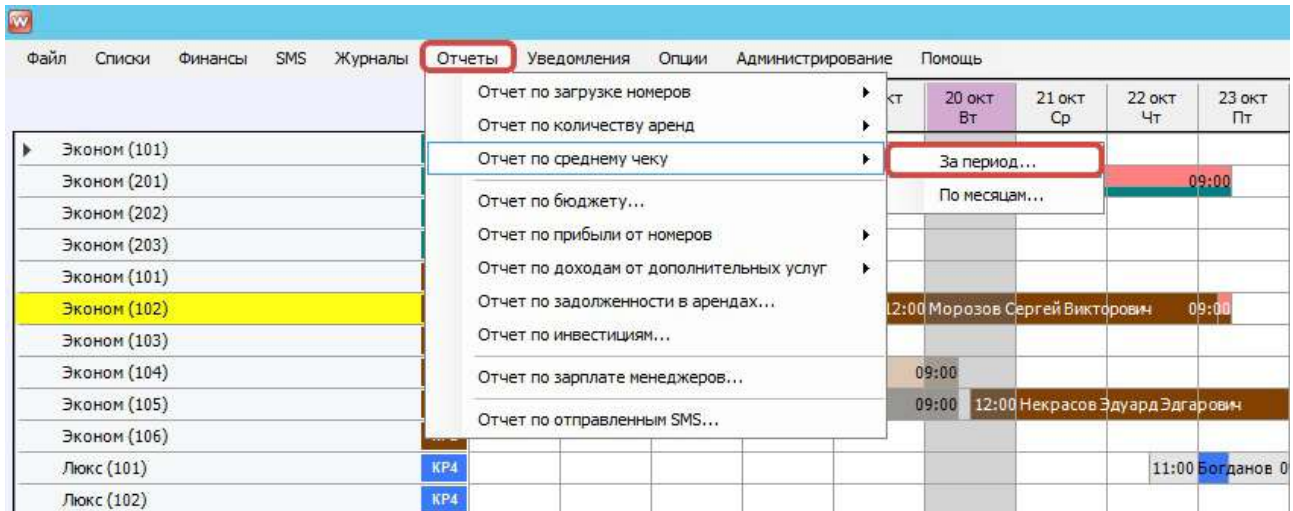 W
Файл Списки Финансы SMS Журналы Отчеты Уведомления Опции Администрирование Помощь
Отчет по загрузке номеров
Отчет по количеству аренд
Отчет по среднему чеку
Отчет по бюджету...
Отчет по прибыли от номеров
Отчет по доходам от дополнительных услуг
Отчет по задолженности в арендах...
Отчет по инвестициям...
Отчет по зарплате менеджеров...
Отчет по отправленным SMS...
За период...
По месяцам...
кт 20 окт 21 окт 22 окт 23 окт
Вт Ср Чт Пт
Эконом (101)
Эконом (201) 09:00
Эконом (202)
Эконом (203)
Эконом (101)
Эконом (102) 12:00 Морозов Сергей Викторович 09:00
Эконом (103)
Эконом (104) 09:00
Эконом (105) 09:00 12:00 Некрасов Эдуард Эдгарович
Эконом (106)
Люкс (101) КР4 11:00 Богданов 0
Люкс (102) КР4